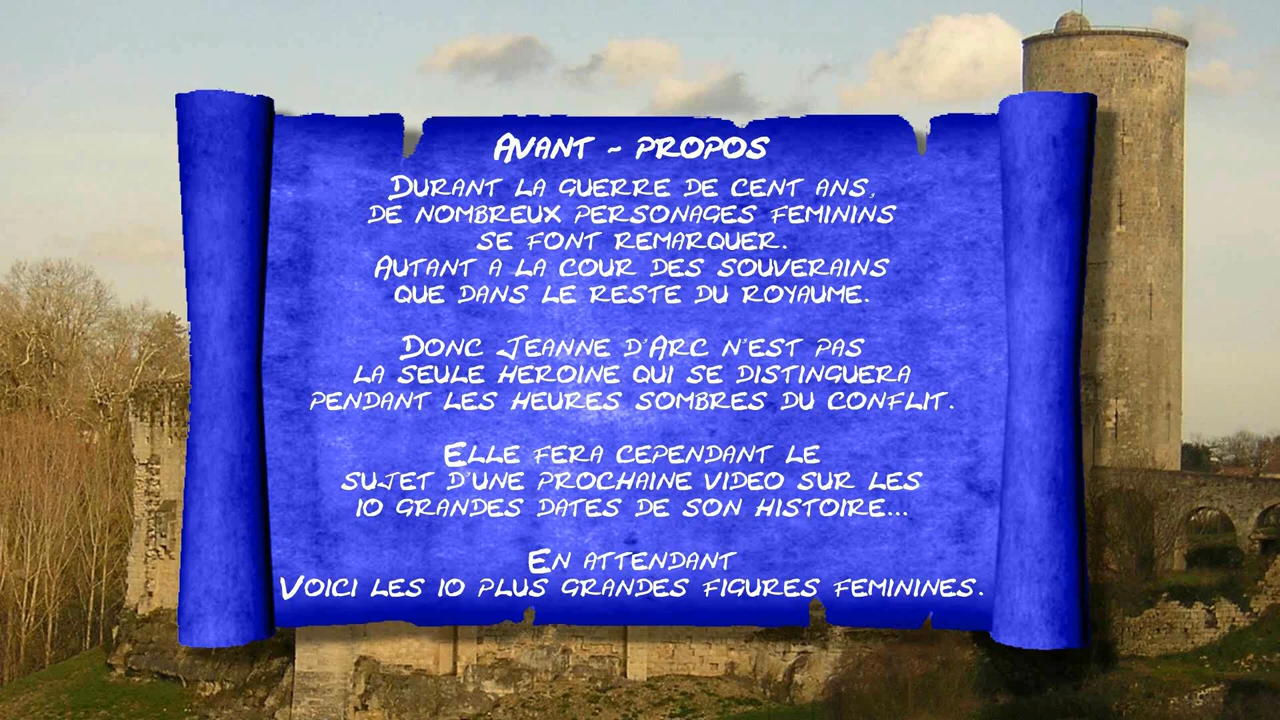 AVANT - PROPOS
DURANT LA GUERRE DE CENT ANS,
DE NOMBREUX PERSONAGES FEMININS
SE FONT REMARQUER.
AUTANT A LA COUR DES SOUVERAINS
QUE DANS LE RESTE DU ROYAUME.
DONC JEANNE D'ARC N'EST PAS
LA SEULE HEROINE QUI SE DISTINGUERA
PENDANT LES HEURES SOMBRES DU CONFLIT.
ELLE FERA CEPENDANT LE
SUJET D'UNE PROCHAINE VIDEO SUR LES
10 GRANDES DATES DE SON HISTOIRE...
EN ATTENDANT
VOICI LES 10 PLUS GRANDES FIGURES FEMININES.